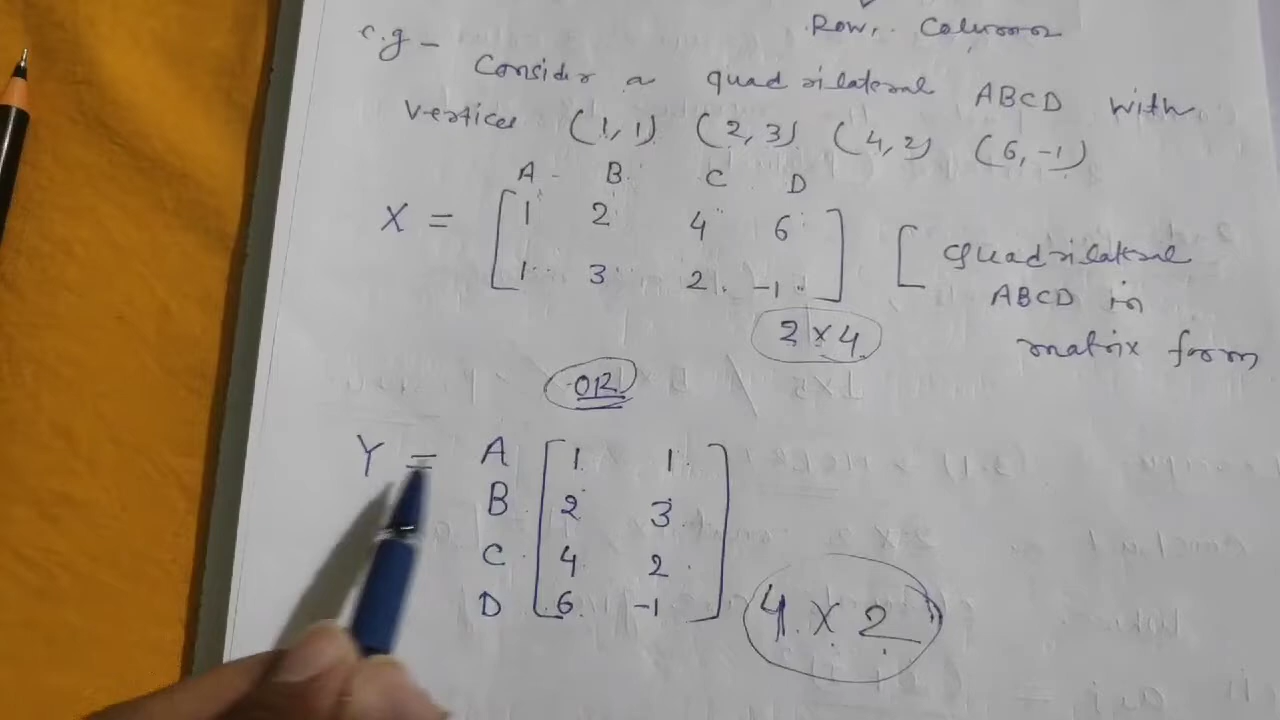 Row, Column
e.g - Consider a quadrilateral ABCD with
vertices (1,1) (2,3) (4,2) (6,-1)
A B C D
X = [1 2 4 6
1 3 2 -1] [quadrilateral
ABCD in
matrix form
2 x 4
OR
Y = A [1 1
B 2 3
C 4 2
D 6 -1]
4 x 2